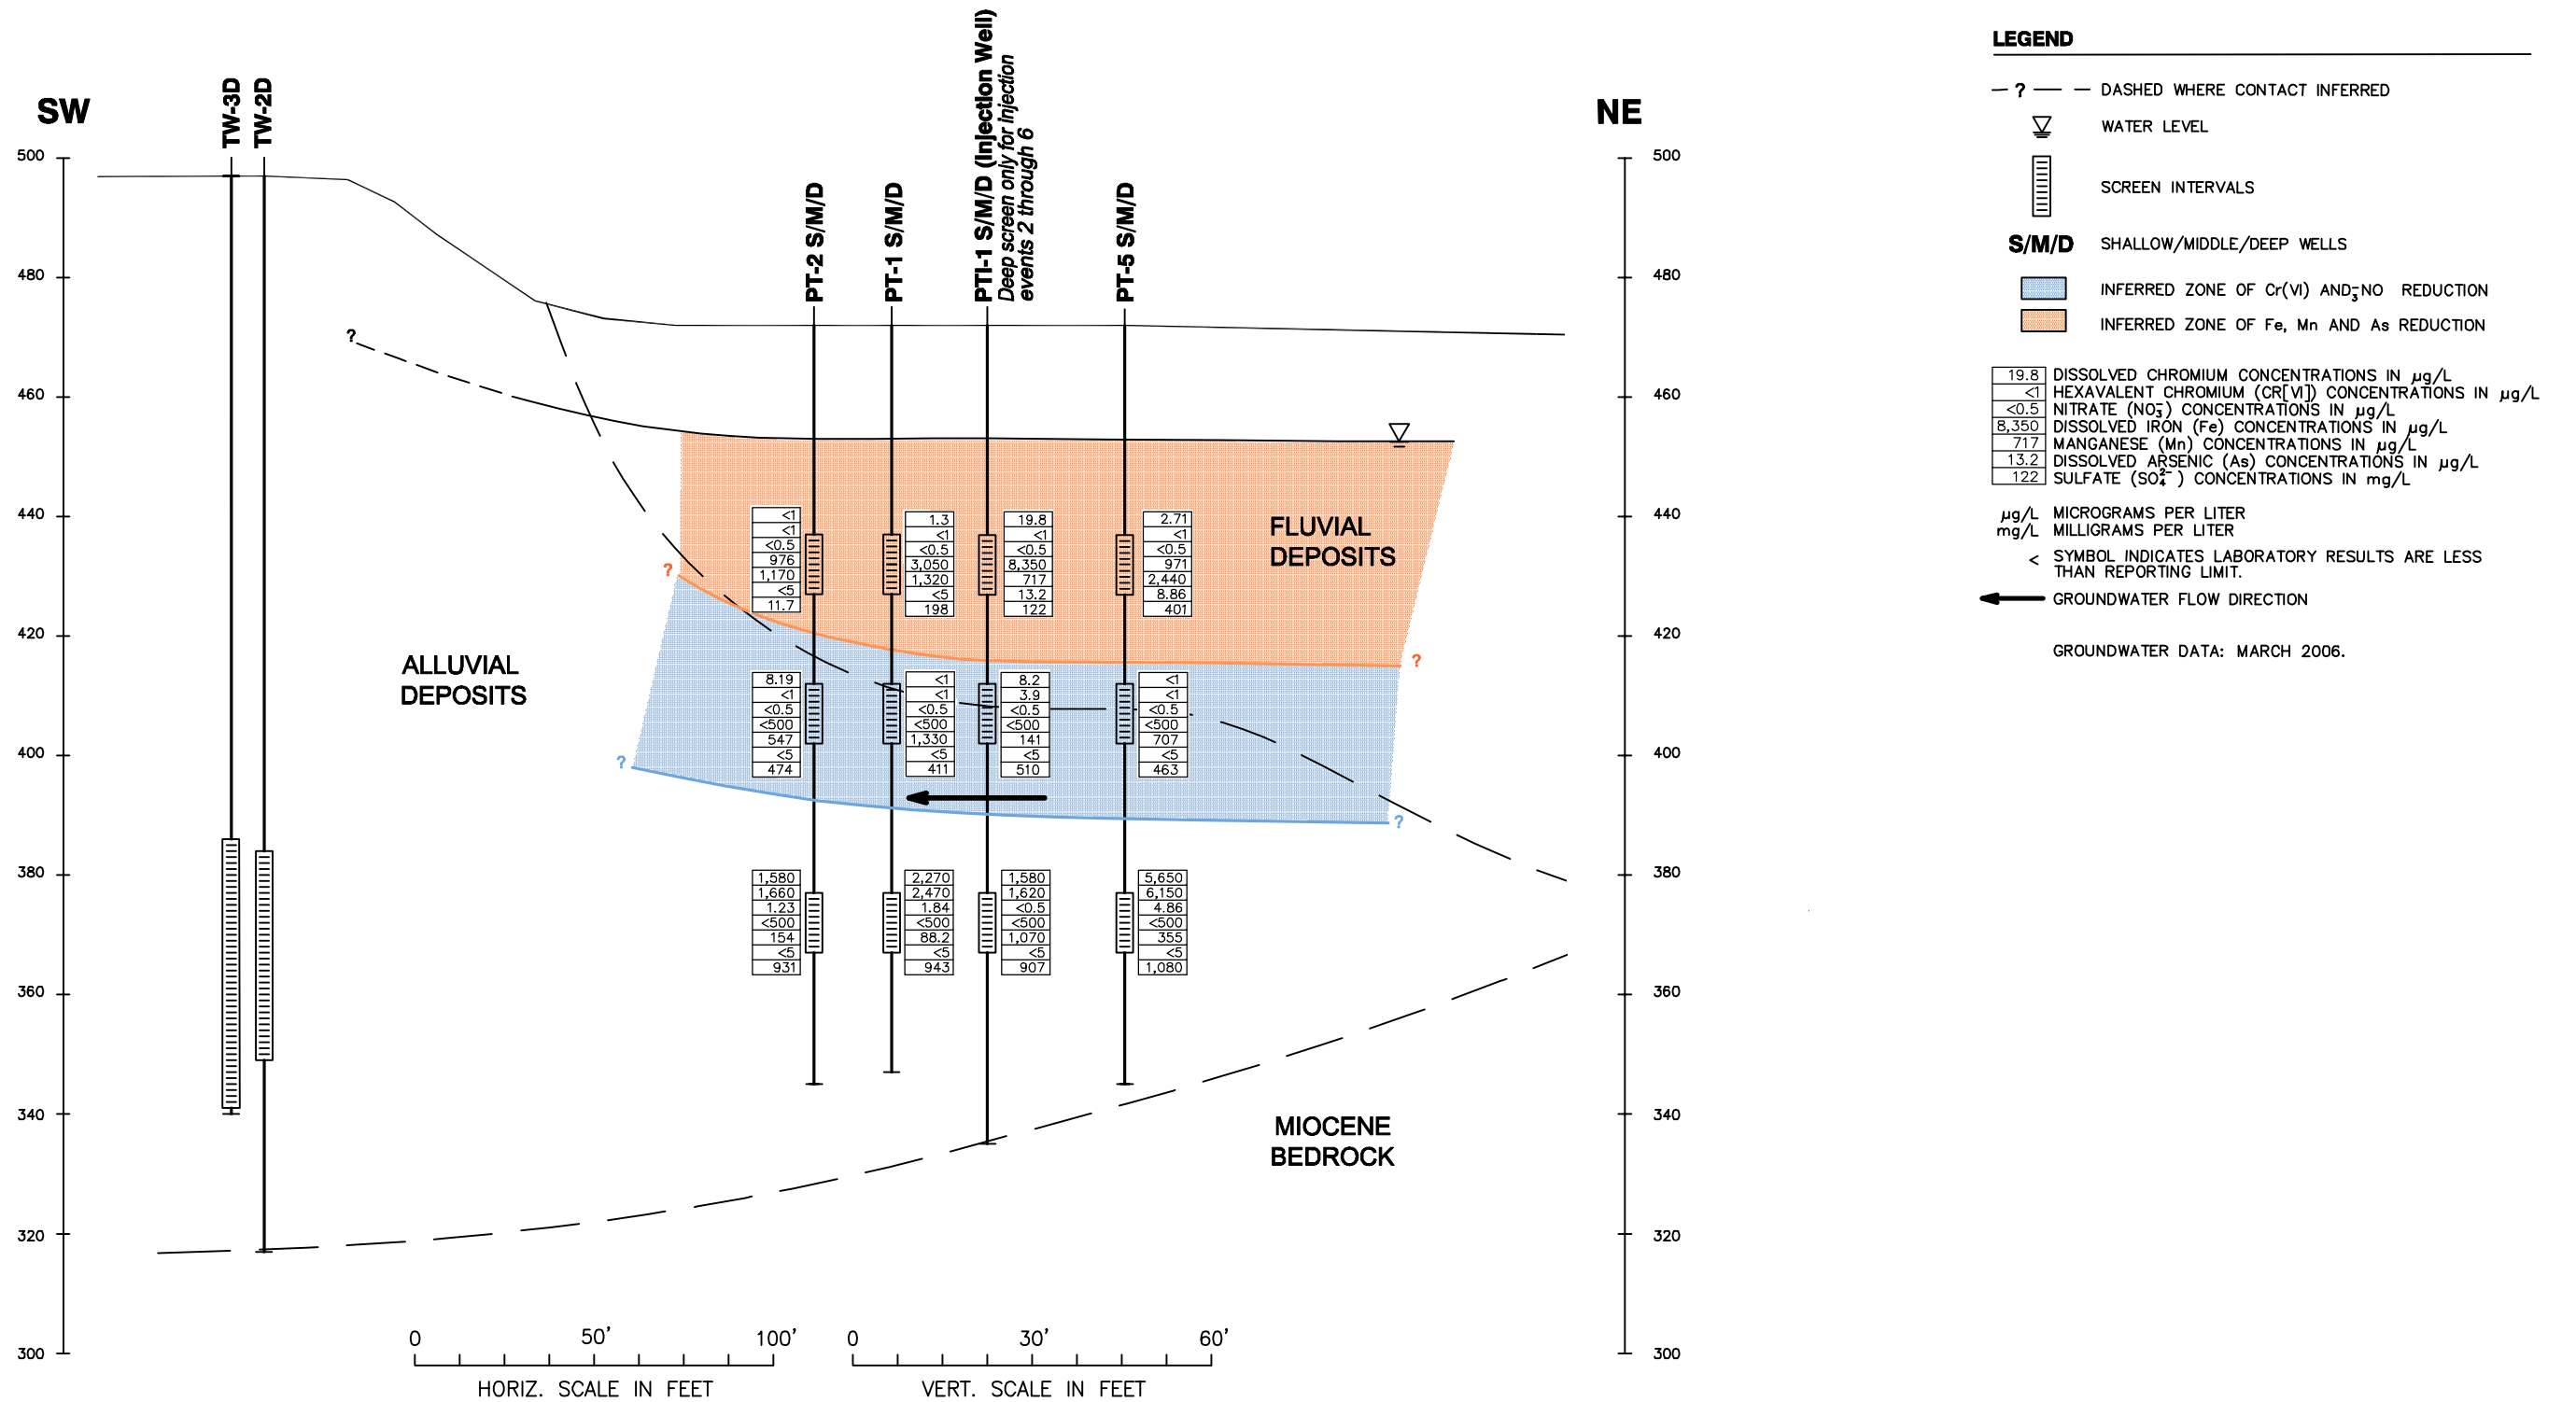 SW
NE
TW-3D
TW-2D
PT-2 S/M/D
PT-1 S/M/D
PTI-1 S/M/D (Injection Well)
Deep screen only for injection
events 2 through 6
PT-5 S/M/D
500
480
460
440
420
400
380
360
340
320
300
500
480
460
440
420
400
380
360
340
320
300
?
?
?
?
?
<1
<1
<0.5
976
1,170
<5
11.7
1.3
<1
<0.5
3,050
1,320
<5
198
19.8
<1
<0.5
8,350
717
13.2
122
2.71
<1
<0.5
971
2,440
8.86
401
FLUVIAL
DEPOSITS
ALLUVIAL
DEPOSITS
8.19
<1
<0.5
<500
547
<5
474
<1
<1
<0.5
<500
1,330
<5
411
8.2
3.9
<0.5
<500
141
<5
510
<1
<1
<0.5
<500
707
<5
463
1,580
1,660
1.23
<500
154
<5
931
2,270
2,470
1.84
<500
88.2
<5
943
1,580
1,620
<0.5
<500
1,070
<5
907
5,650
6,150
4.86
<500
355
<5
1,080
MIOCENE
BEDROCK
0 50' 100'
HORIZ. SCALE IN FEET
0 30' 60'
VERT. SCALE IN FEET
LEGEND
? DASHED WHERE CONTACT INFERRED
WATER LEVEL
SCREEN INTERVALS
S/M/D SHALLOW/MIDDLE/DEEP WELLS
INFERRED ZONE OF Cr(VI) AND₃⁻NO REDUCTION
INFERRED ZONE OF Fe, Mn AND As REDUCTION
19.8 DISSOLVED CHROMIUM CONCENTRATIONS IN µg/L
<1 HEXAVALENT CHROMIUM (CR[VI]) CONCENTRATIONS IN µg/L
<0.5 NITRATE (NO₃⁻) CONCENTRATIONS IN µg/L
8,350 DISSOLVED IRON (Fe) CONCENTRATIONS IN µg/L
717 MANGANESE (Mn) CONCENTRATIONS IN µg/L
13.2 DISSOLVED ARSENIC (As) CONCENTRATIONS IN µg/L
122 SULFATE (SO₄²⁻) CONCENTRATIONS IN mg/L
µg/L MICROGRAMS PER LITER
mg/L MILLIGRAMS PER LITER
< SYMBOL INDICATES LABORATORY RESULTS ARE LESS
THAN REPORTING LIMIT.
GROUNDWATER FLOW DIRECTION
GROUNDWATER DATA: MARCH 2006.